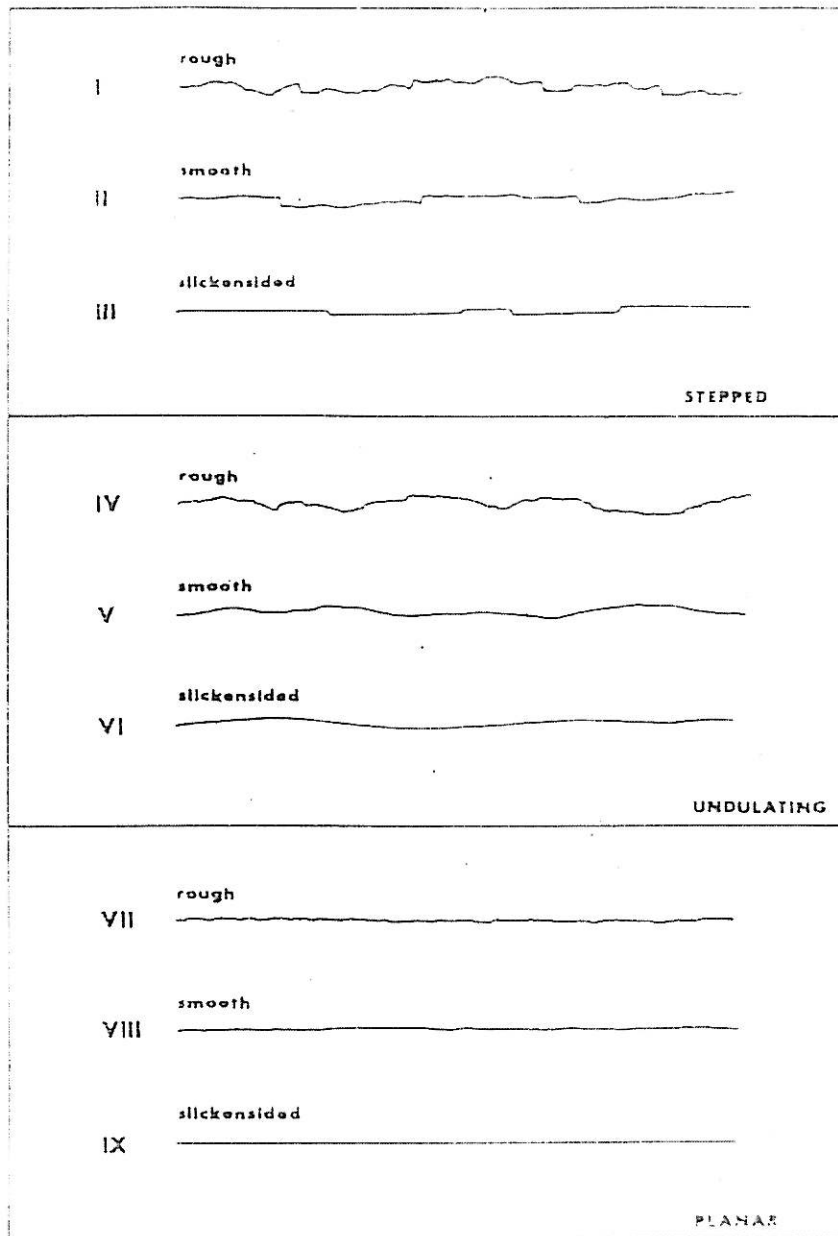 rough
I
smooth
II
slickensided
III
STEPPED
rough
IV
smooth
V
slickensided
VI
UNDULATING
rough
VII
smooth
VIII
slickensided
IX
PLANAR